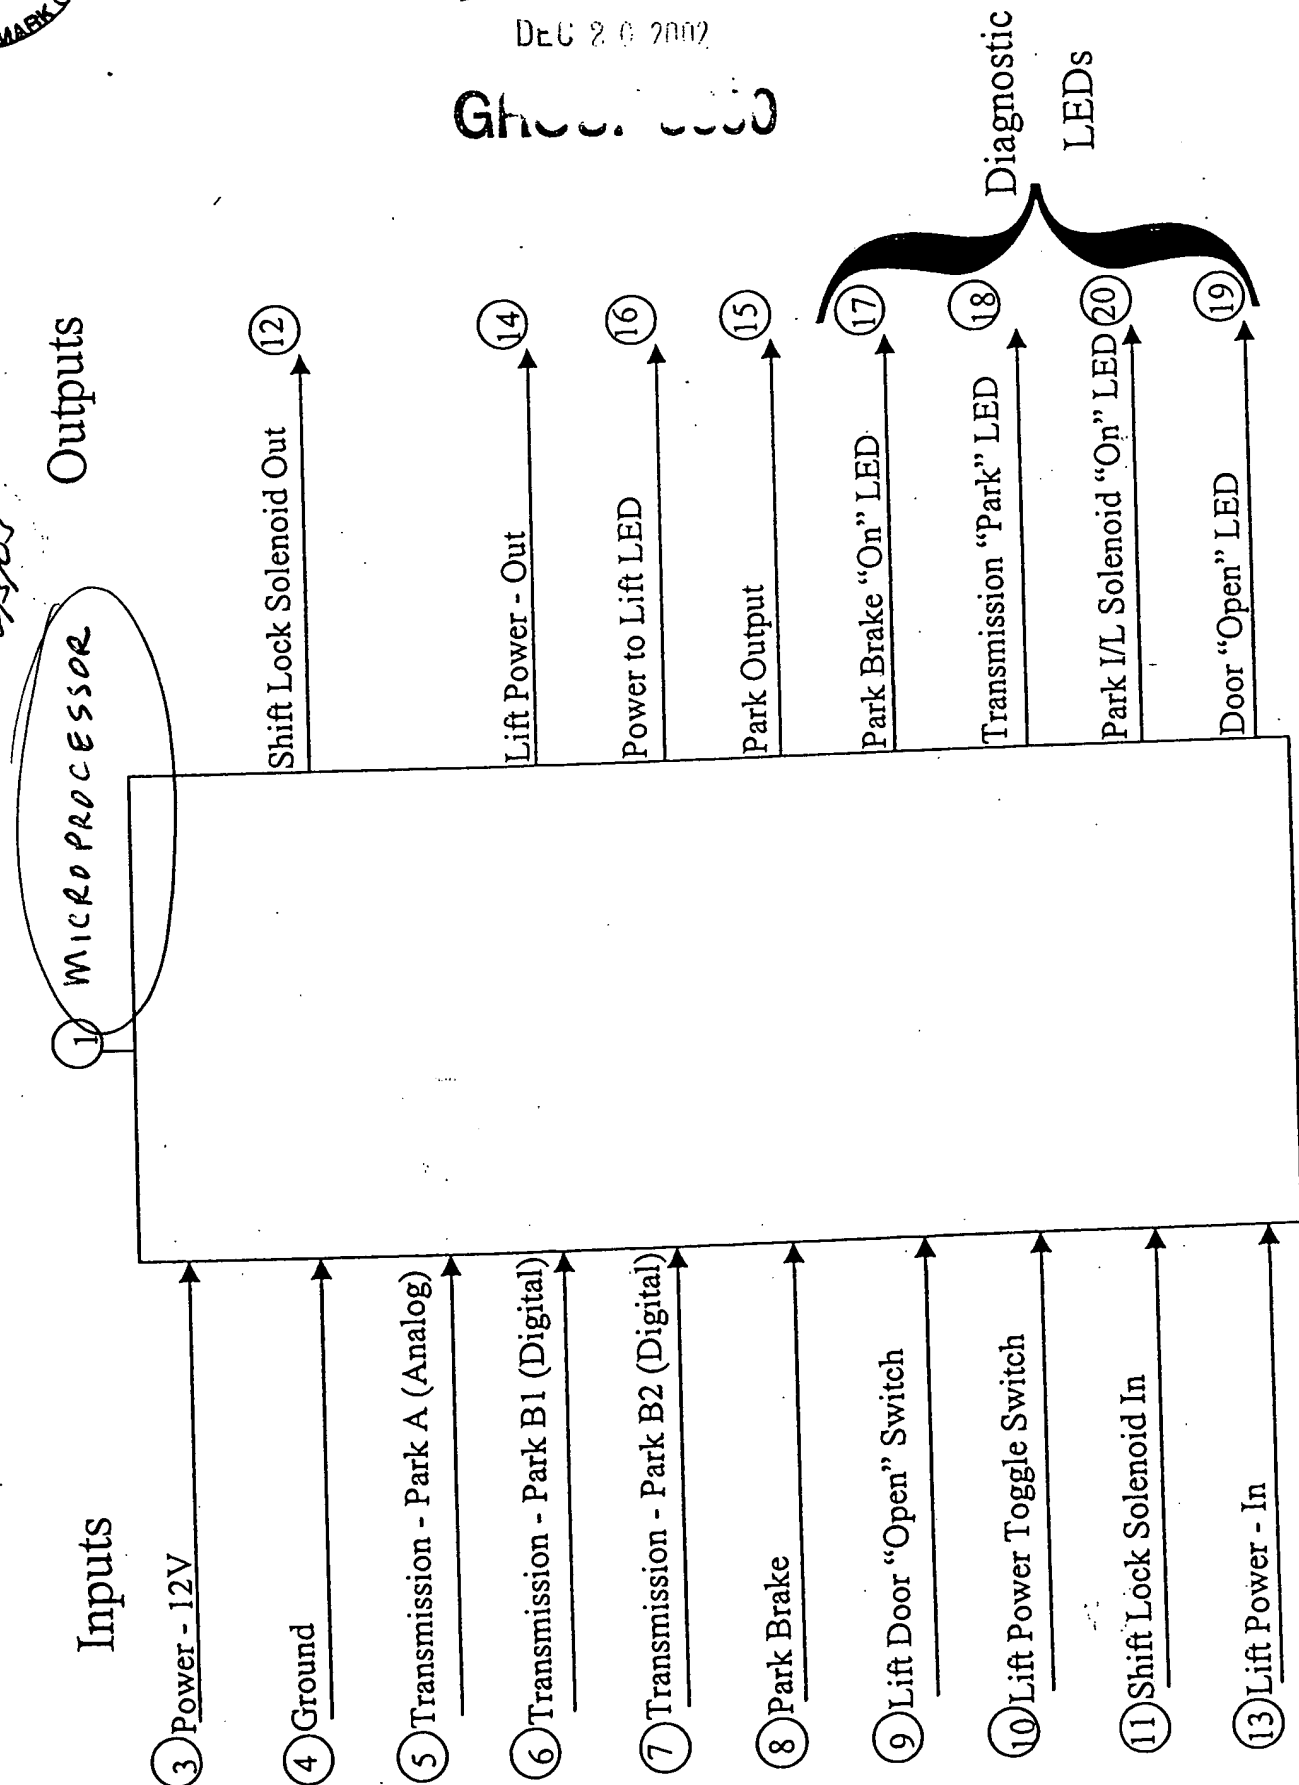 DEC 20 2002
MICROPROCESSOR
1
Inputs
3 Power - 12V
4 Ground
5 Transmission - Park A (Analog)
6 Transmission - Park B1 (Digital)
7 Transmission - Park B2 (Digital)
8 Park Brake
9 Lift Door “Open” Switch
10 Lift Power Toggle Switch
11 Shift Lock Solenoid In
13 Lift Power - In
Outputs
Shift Lock Solenoid Out 12
Lift Power - Out 14
Power to Lift LED 16
Park Output 15
Park Brake “On” LED 17
Transmission “Park” LED 18
Park I/L Solenoid “On” LED 20
Door “Open” LED 19
Diagnostic
LEDs